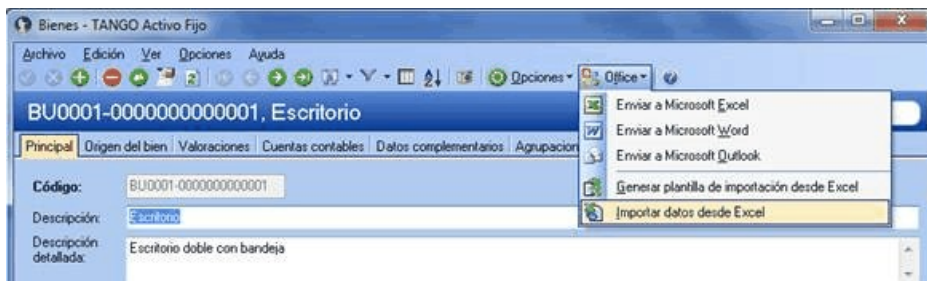 Bienes - TANGO Activo Fijo
Archivo Edición Ver Opciones Ayuda
Opciones Office
BU0001-0000000000001, Escritorio
Principal Origen del bien Valoraciones Cuentas contables Datos complementarios Agrupacion
Enviar a Microsoft Excel
Enviar a Microsoft Word
Enviar a Microsoft Outlook
Generar plantilla de importación desde Excel
Importar datos desde Excel
Código: BU0001-0000000000001
Descripción: Escritorio
Descripción
detallada: Escritorio doble con bandeja